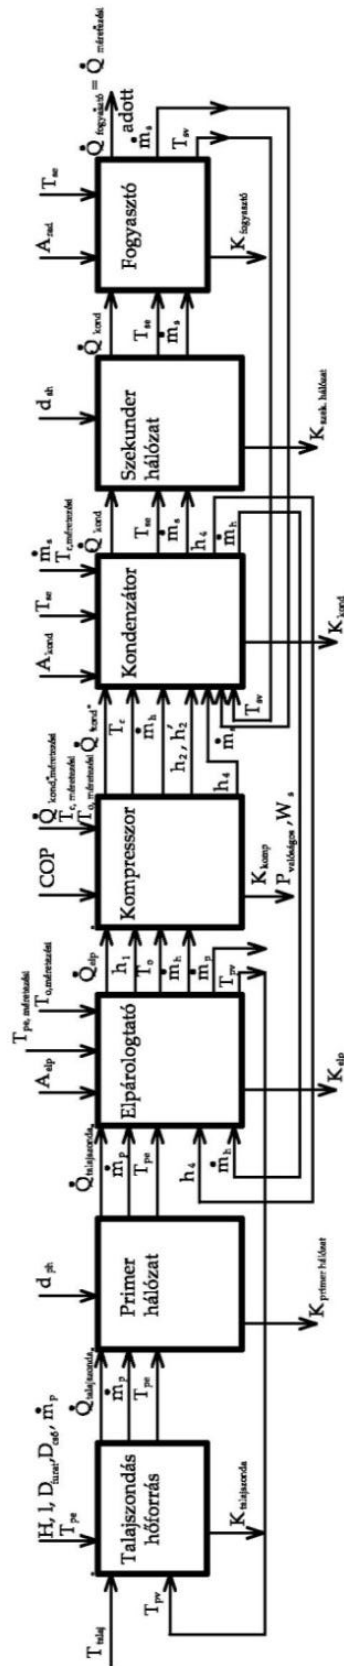 T talaj
H, l, D furat, D cső, ṁ p
T pe
Talajszondás
hőforrás
T pv
K talajszonda
Q̇ talajszonda
ṁ p
T pe
d ph
Primer
hálózat
K primer hálózat
Q̇ talajszonda
ṁ p
T pe
h 4
ṁ h
A elp
T pe, méretezési
T o,méretezési
Elpárologtató
K elp
Q̇ elp
h 1
T o
ṁ h
ṁ p
T pv
COP
Q̇ kond,méretezési
T c, méretezési
T o, méretezési
Kompresszor
K komp
P valóságos , W s
Q̇ kond"
T c
ṁ h
h 2 , h 2'
h 4
ṁ s
T sv
A kond
T se
ṁ s
T c,méretezési
Kondenzátor
K kond
Q̇ kond
T se
ṁ s
h 4
ṁ h
d sh
Szekunder
hálózat
K szek. hálózat
Q̇ kond
T se
ṁ s
A rad
T se
Fogyasztó
K fogyasztó
Q̇ fogyasztó = Q̇ méretezési
adott
ṁ s
T sv